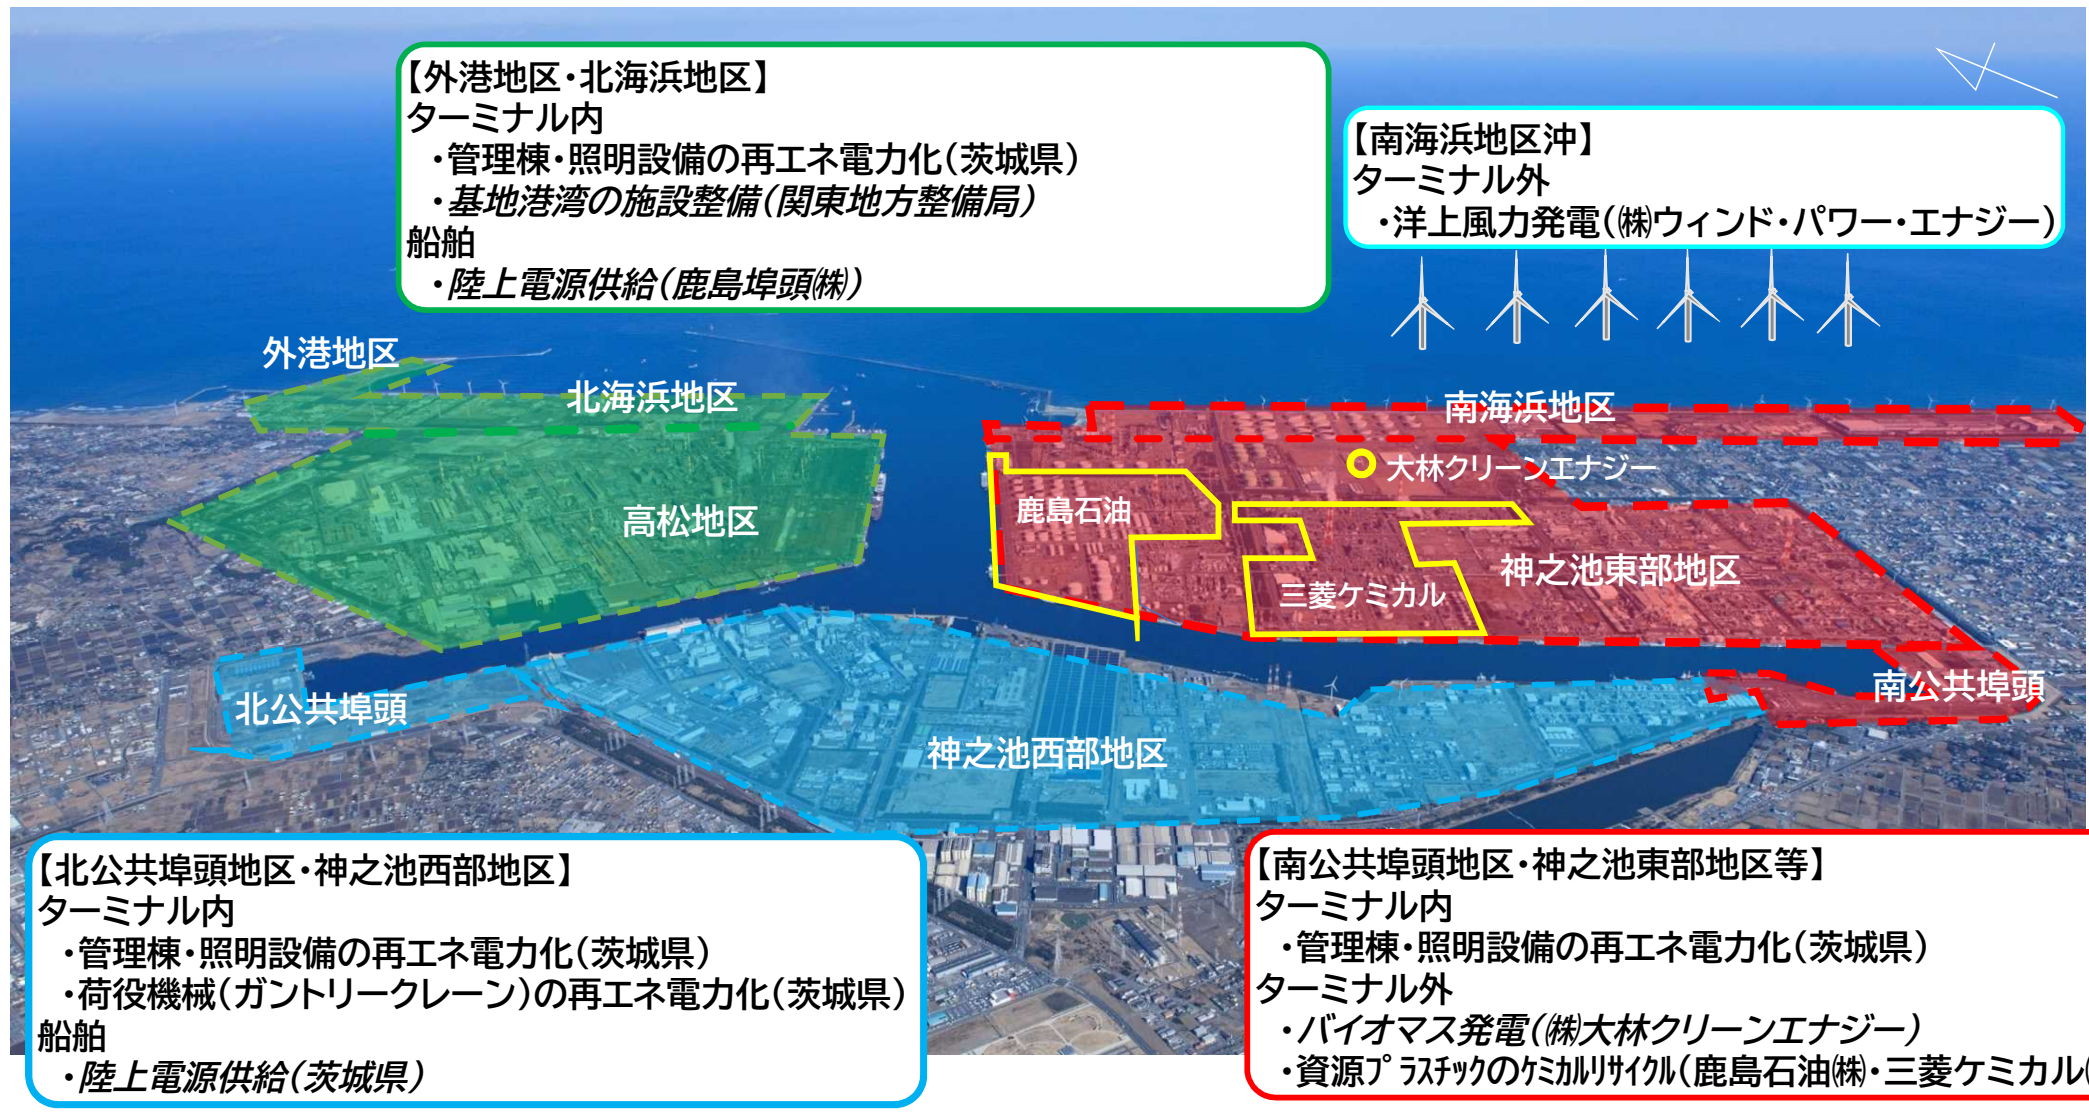 【外港地区・北海浜地区】
ターミナル内
・管理棟・照明設備の再エネ電力化(茨城県)
・基地港湾の施設整備(関東地方整備局)
船舶
・陸上電源供給(鹿島埠頭㈱)
【南海浜地区沖】
ターミナル外
・洋上風力発電(㈱ウィンド・パワー・エナジー)
外港地区
北海浜地区
南海浜地区
大林クリーンエナジー
鹿島石油
高松地区
神之池東部地区
三菱ケミカル
南公共埠頭
北公共埠頭
神之池西部地区
【北公共埠頭地区・神之池西部地区】
ターミナル内
・管理棟・照明設備の再エネ電力化(茨城県)
・荷役機械(ガントリークレーン)の再エネ電力化(茨城県)
船舶
・陸上電源供給(茨城県)
【南公共埠頭地区・神之池東部地区等】
ターミナル内
・管理棟・照明設備の再エネ電力化(茨城県)
ターミナル外
・バイオマス発電(㈱大林クリーンエナジー)
・資源プラスチックのケミカルリサイクル(鹿島石油㈱・三菱ケミカル